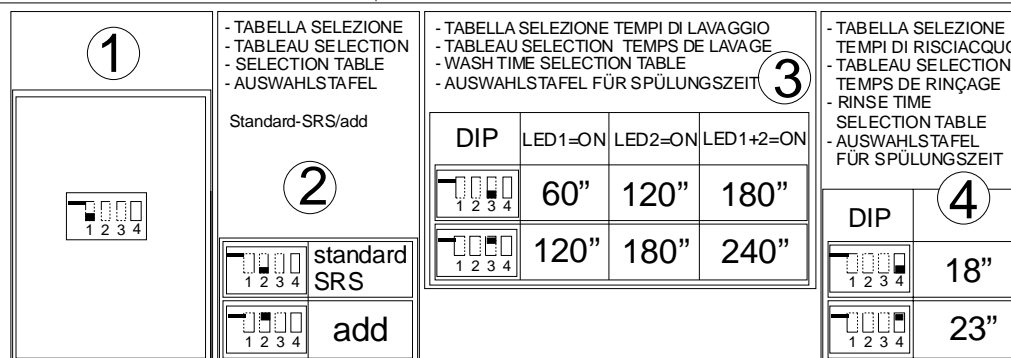 1
1 2 3 4
- TABELLA SELEZIONE
- TABLEAU SELECTION
- SELECTION TABLE
- AUSWAHLSTAFEL
Standard-SRS/add
2
1 2 3 4
standard
SRS
1 2 3 4
add
- TABELLA SELEZIONE TEMPI DI LAVAGGIO
- TABLEAU SELECTION TEMPS DE LAVAGE
- WASH TIME SELECTION TABLE
- AUSWAHLSTAFEL FÜR SPÜLUNGSZEIT
3
DIP LED1=ON LED2=ON LED1+2=ON
1 2 3 4 60” 120” 180”
1 2 3 4 120” 180” 240”
- TABELLA SELEZIONE
TEMPI DI RISCIACQUO
- TABLEAU SELECTION
TEMPS DE RINÇAGE
- RINSE TIME
SELECTION TABLE
- AUSWAHLSTAFEL
FÜR SPÜLUNGSZEIT
4
DIP
1 2 3 4 18”
1 2 3 4 23”